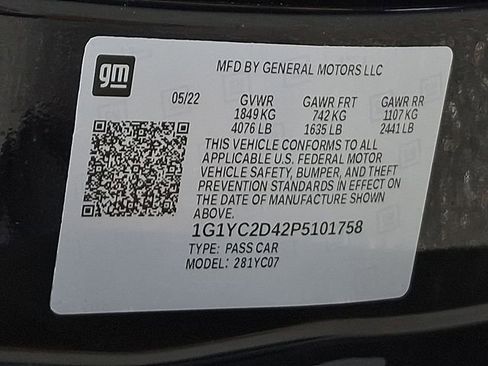 gm
MFD BY GENERAL MOTORS LLC
05/22 GVWR GAWR FRT GAWR RR
1849 KG 742 KG 1107 KG
4076 LB 1635 LB 2441 LB
THIS VEHICLE CONFORMS TO ALL
APPLICABLE U.S. FEDERAL MOTOR
VEHICLE SAFETY, BUMPER, AND THEFT
PREVENTION STANDARDS IN EFFECT ON
THE DATE OF MANUFACTURE SHOWN
ABOVE.
1G1YC2D42P5101758
TYPE: PASS CAR
MODEL: 281YC07